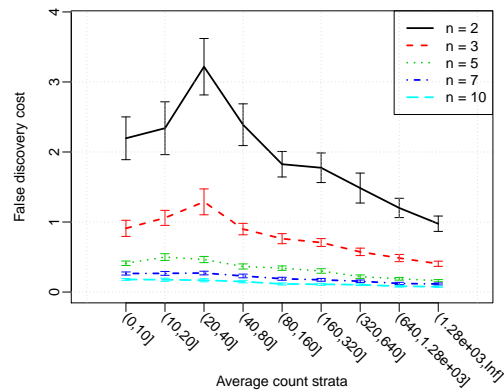 4
3
2
1
0
False discovery cost
n = 2
n = 3
n = 5
n = 7
n = 10
(0,10]
(10,20]
(20,40]
(40,80]
(80,160]
(160,320]
(320,640]
(640,1.28e+03]
(1.28e+03,Inf]
Average count strata